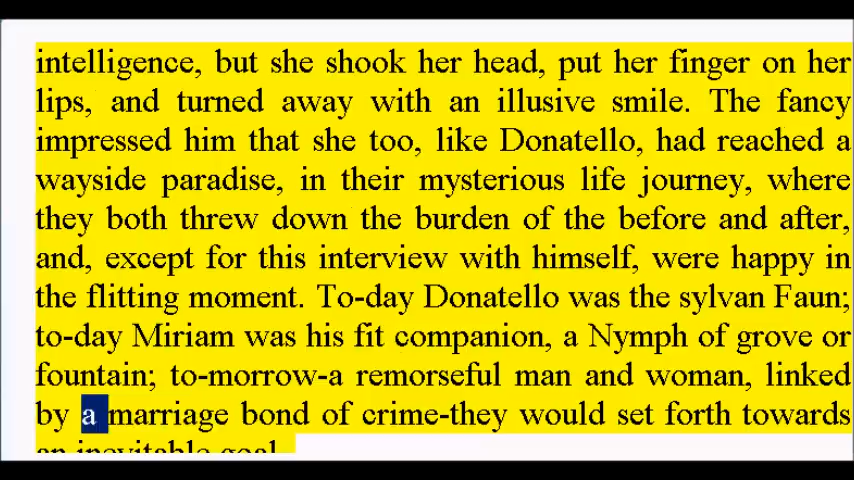 intelligence, but she shook her head, put her finger on her
lips, and turned away with an illusive smile. The fancy
impressed him that she too, like Donatello, had reached a
wayside paradise, in their mysterious life journey, where
they both threw down the burden of the before and after,
and, except for this interview with himself, were happy in
the flitting moment. To-day Donatello was the sylvan Faun;
to-day Miriam was his fit companion, a Nymph of grove or
fountain; to-morrow-a remorseful man and woman, linked
by a marriage bond of crime-they would set forth towards
an inevitable goal.